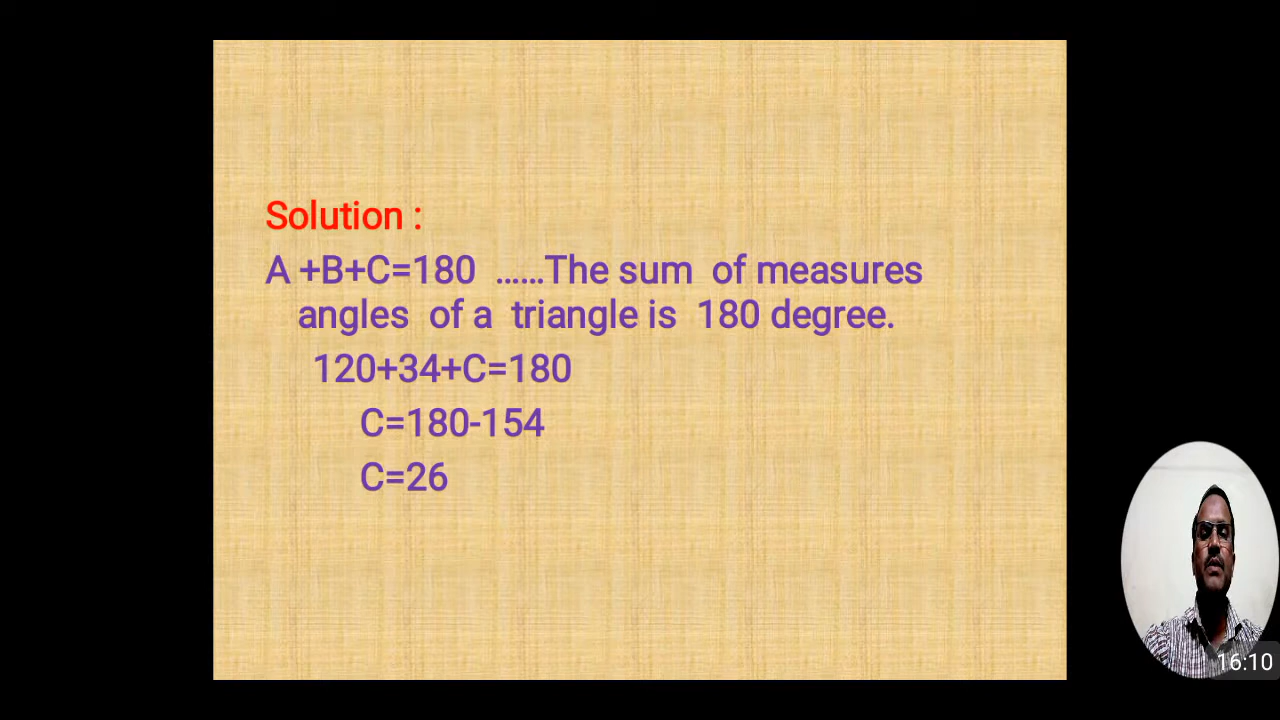 Solution :
A +B+C=180 ......The sum of measures
angles of a triangle is 180 degree.
120+34+C=180
C=180-154
C=26
16:10